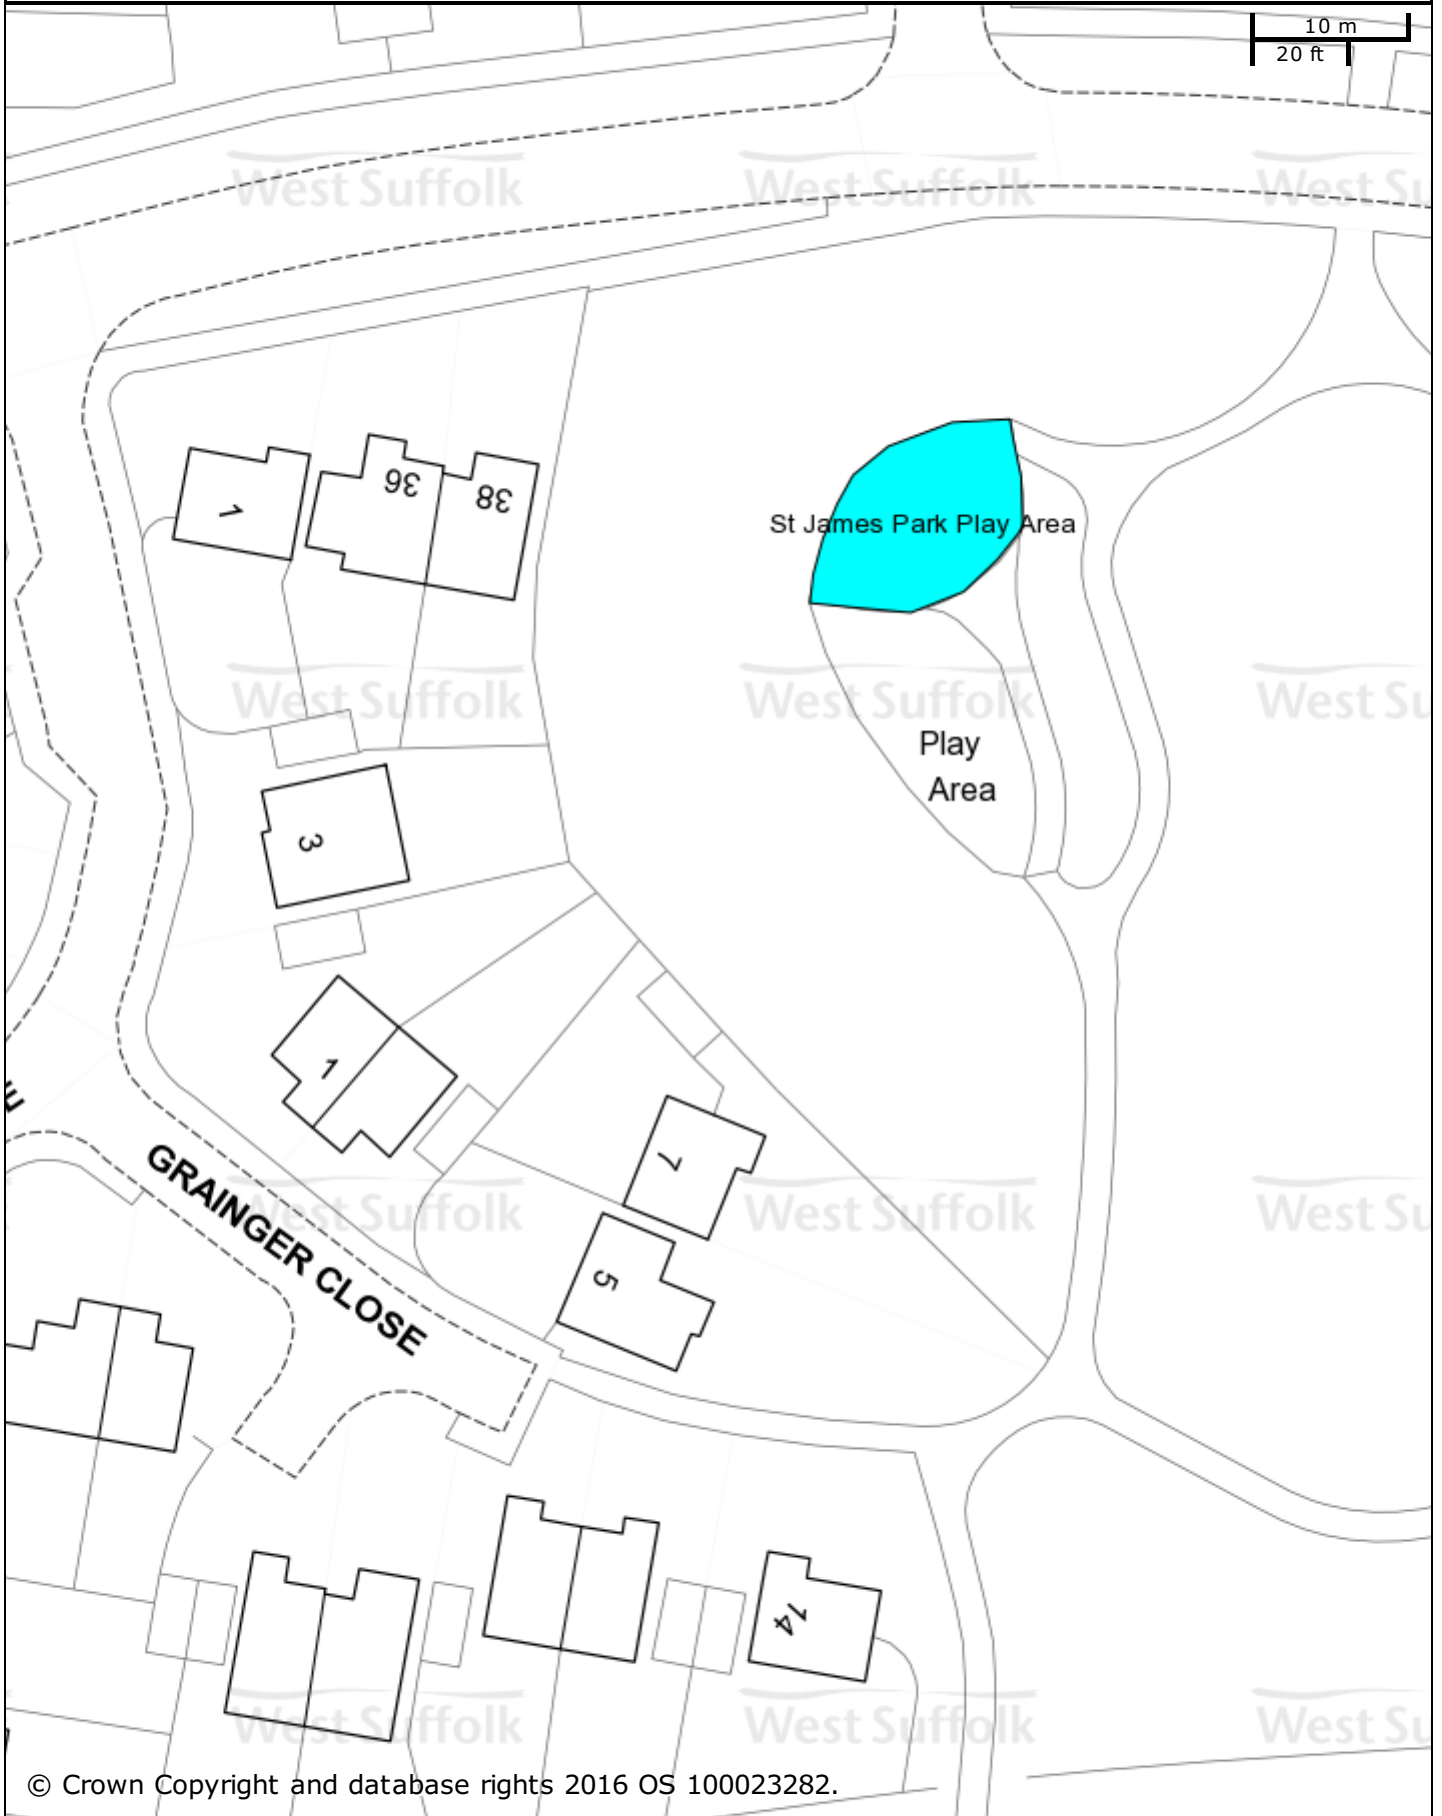 10 m
20 ft
West Suffolk
West Suffolk
West Su
1
36
38
St James Park Play Area
West Suffolk
West Suffolk
West Su
Play
Area
3
1
7
GRAINGER CLOSE
West Suffolk
West Suffolk
West Su
5
14
West Suffolk
West Suffolk
West Su
© Crown Copyright and database rights 2016 OS 100023282.